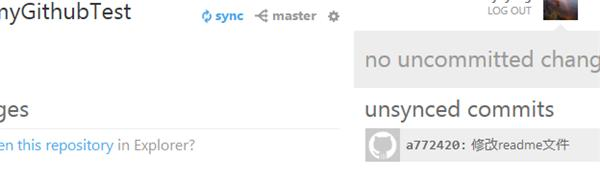 myGithubTest
sync master
LOG OUT
no uncommitted chang
ges
en this repository in Explorer?
unsynced commits
a772420: 修改readme文件